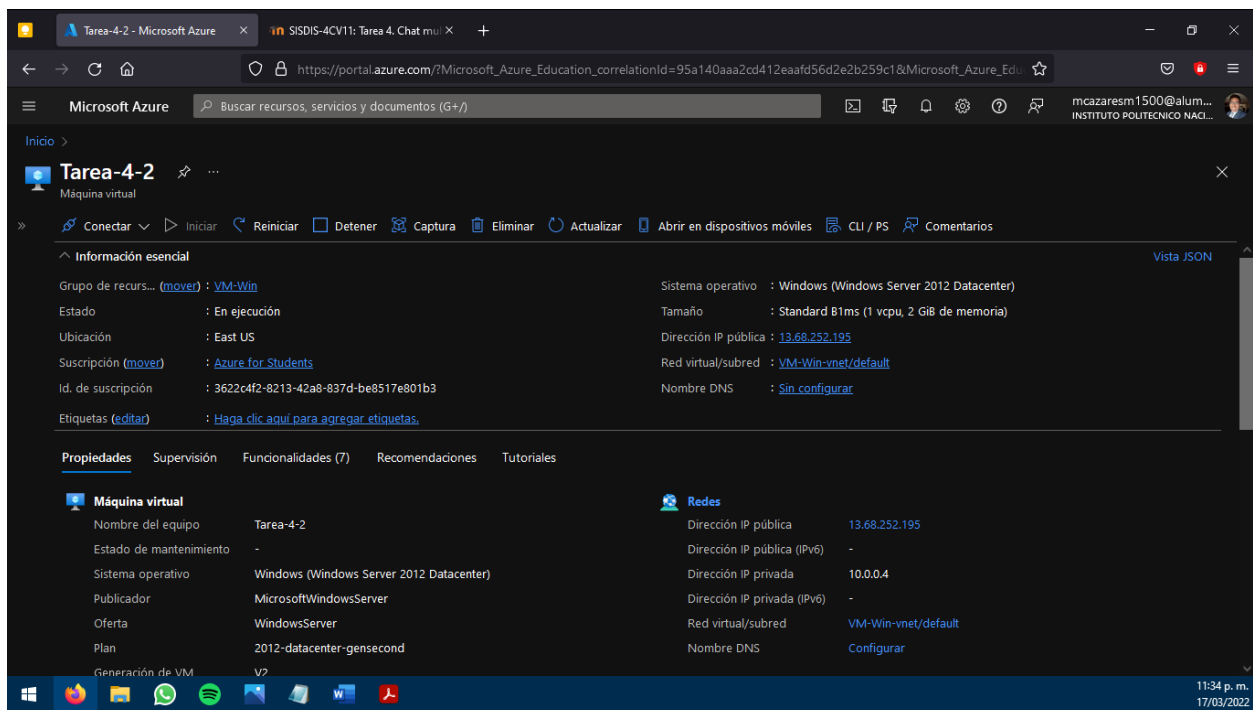 Tarea-4-2 - Microsoft Azure
SISDIS-4CV11: Tarea 4. Chat mul
https://portal.azure.com/?Microsoft_Azure_Education_correlationId=95a140aaa2cd412eaafd56d2e2b259c1&Microsoft_Azure_Edu
Microsoft Azure
Buscar recursos, servicios y documentos (G+/)
mcazaresm1500@alum...
INSTITUTO POLITECNICO NACI...
Inicio >
Tarea-4-2
Máquina virtual
Conectar Iniciar Reiniciar Detener Captura Eliminar Actualizar Abrir en dispositivos móviles CLI / PS Comentarios
Información esencial Vista JSON
Grupo de recurs... (mover) : VM-Win
Sistema operativo : Windows (Windows Server 2012 Datacenter)
Estado : En ejecución
Tamaño : Standard B1ms (1 vcpu, 2 GiB de memoria)
Ubicación : East US
Dirección IP pública : 13.68.252.195
Suscripción (mover) : Azure for Students
Red virtual/subred : VM-Win-vnet/default
Id. de suscripción : 3622c4f2-8213-42a8-837d-be8517e801b3
Nombre DNS : Sin configurar
Etiquetas (editar) : Haga clic aquí para agregar etiquetas.
Propiedades Supervisión Funcionalidades (7) Recomendaciones Tutoriales
Máquina virtual
Nombre del equipo Tarea-4-2
Estado de mantenimiento -
Sistema operativo Windows (Windows Server 2012 Datacenter)
Publicador MicrosoftWindowsServer
Oferta WindowsServer
Plan 2012-datacenter-gensecond
Generación de VM V2
Redes
Dirección IP pública 13.68.252.195
Dirección IP pública (IPv6) -
Dirección IP privada 10.0.0.4
Dirección IP privada (IPv6) -
Red virtual/subred VM-Win-vnet/default
Nombre DNS Configurar
11:34 p. m.
17/03/2022